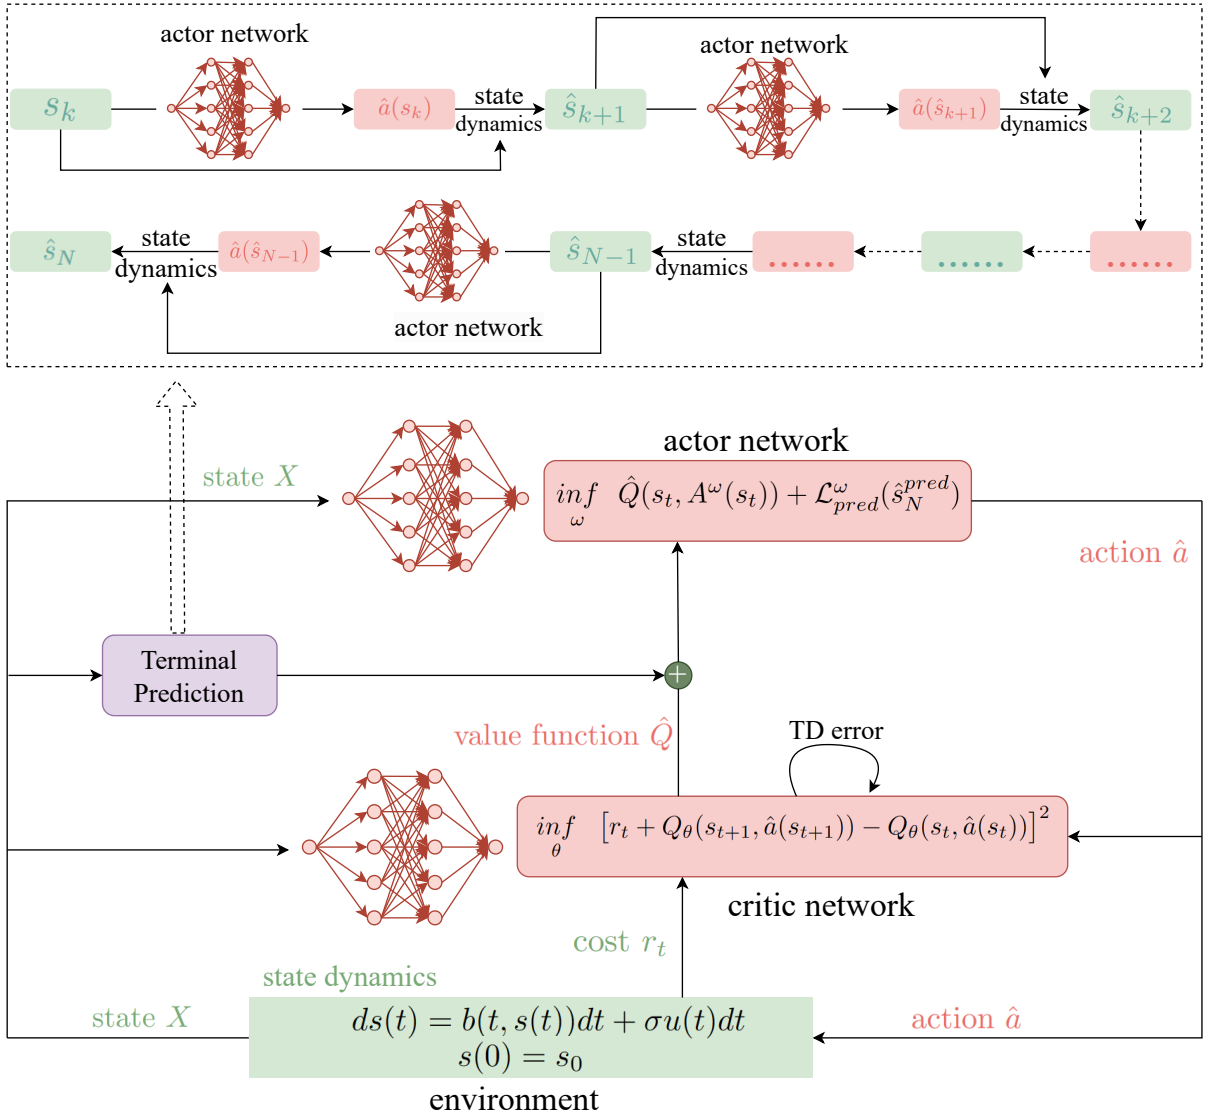 actor network
actor network
s_k
â(s_k)
state
dynamics
ŝ_{k+1}
â(ŝ_{k+1})
state
dynamics
ŝ_{k+2}
ŝ_N
state
dynamics
â(ŝ_{N−1})
ŝ_{N−1}
state
dynamics
......
......
......
actor network
actor network
state X
inf_ω Q̂(s_t, A^ω(s_t)) + 𝓛^ω_{pred}(ŝ_N^{pred})
action â
Terminal
Prediction
+
value function Q̂
TD error
inf_θ [r_t + Q_θ(s_{t+1}, â(s_{t+1})) − Q_θ(s_t, â(s_t))]^2
critic network
cost r_t
state dynamics
state X
ds(t) = b(t, s(t))dt + σu(t)dt
s(0) = s_0
action â
environment